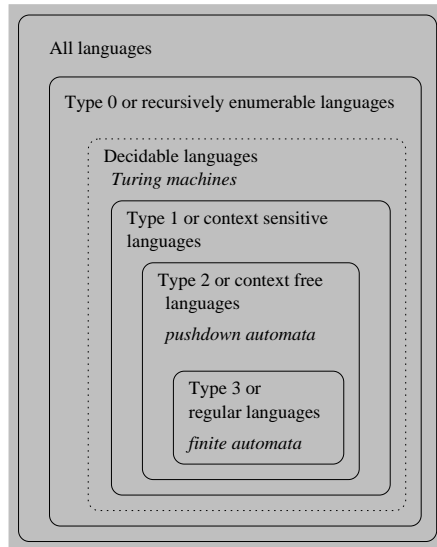 All languages
Type 0 or recursively enumerable languages
Decidable languages
Turing machines
Type 1 or context sensitive
languages
Type 2 or context free
languages
pushdown automata
Type 3 or
regular languages
finite automata